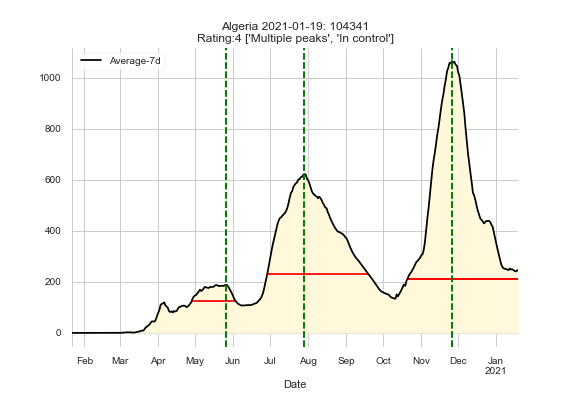 Algeria 2021-01-19: 104341
Rating:4 ['Multiple peaks', 'In control']
Average-7d
1000
800
600
400
200
0
Feb Mar Apr May Jun Jul Aug Sep Oct Nov Dec Jan
2021
Date